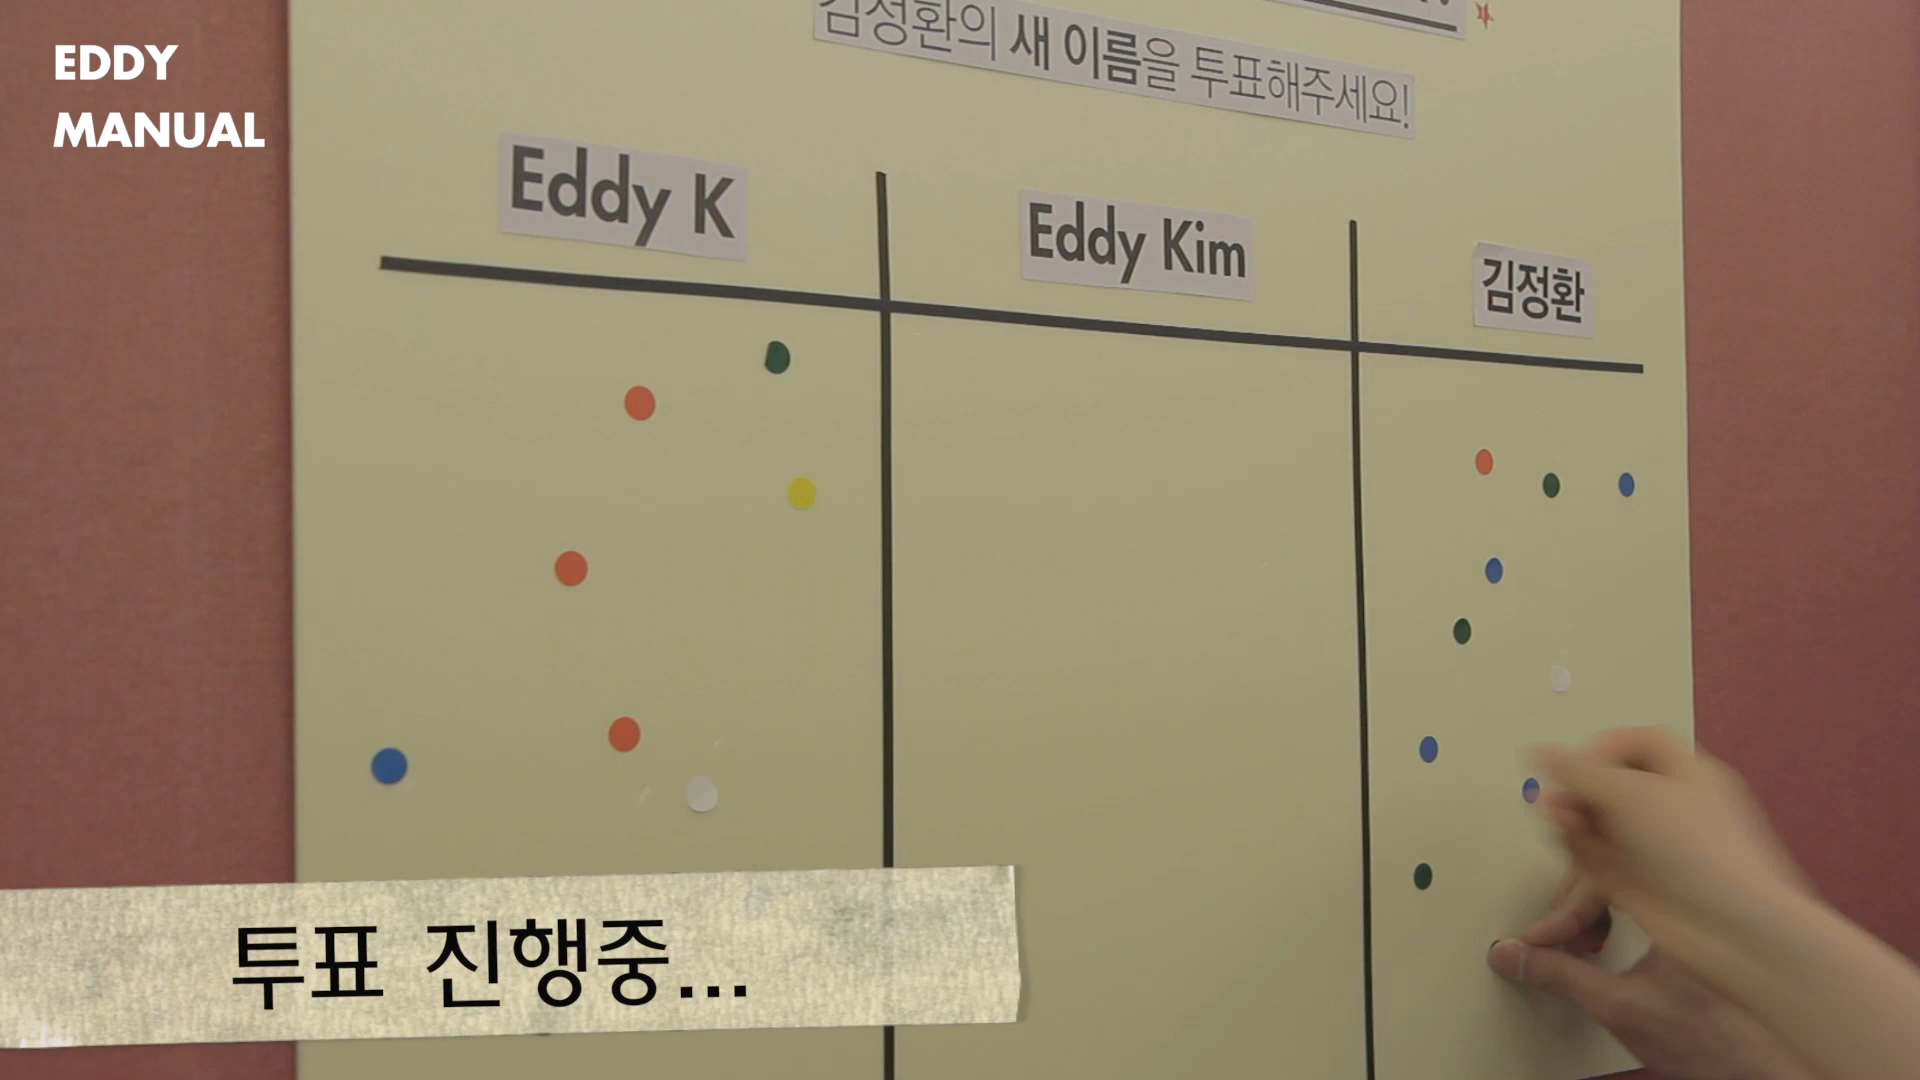 EDDY
MANUAL
김정환의 새 이름을 투표해주세요!
Eddy K
Eddy Kim
김정환
투표 진행중...